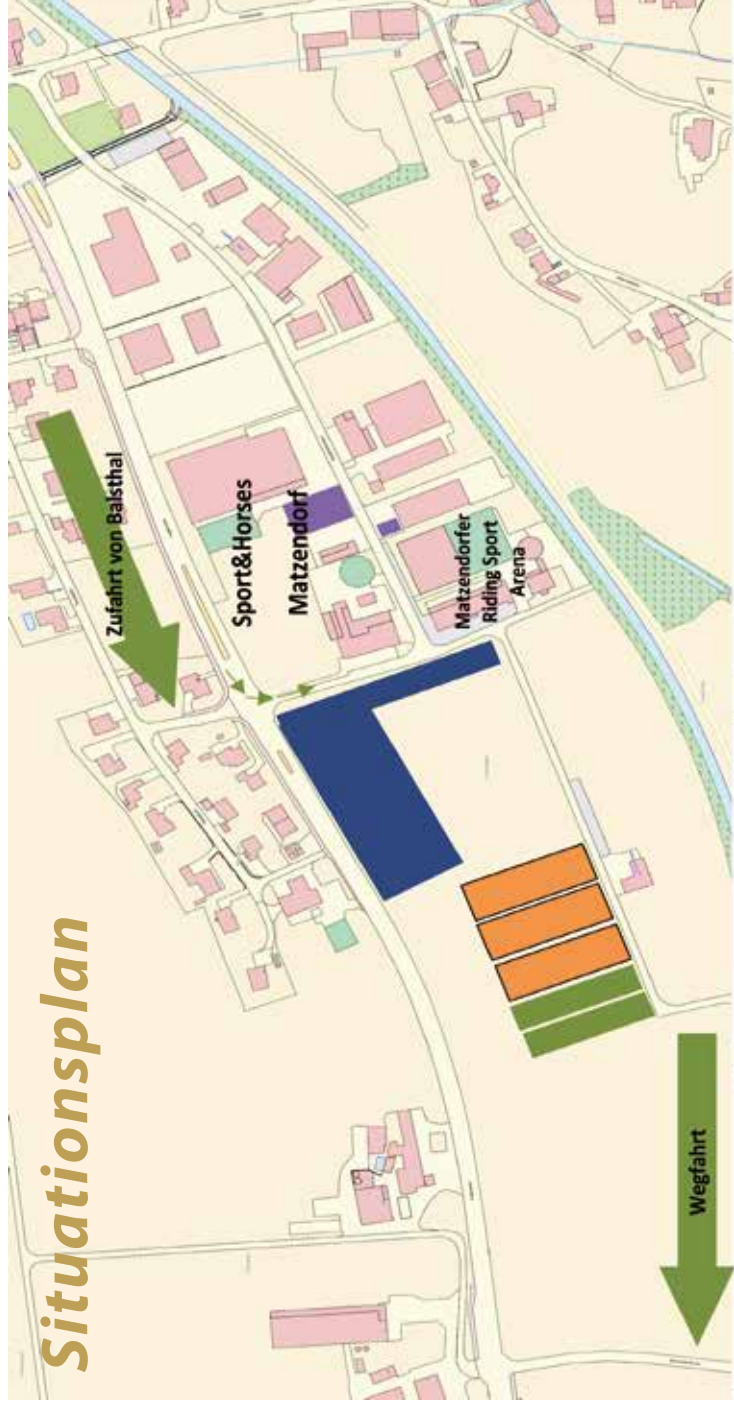 Situationsplan
Zufahrt von Balsthal
Sport&Horses
Matzendorf
Matzendorfer
Riding Sport
Arena
Wegfahrt